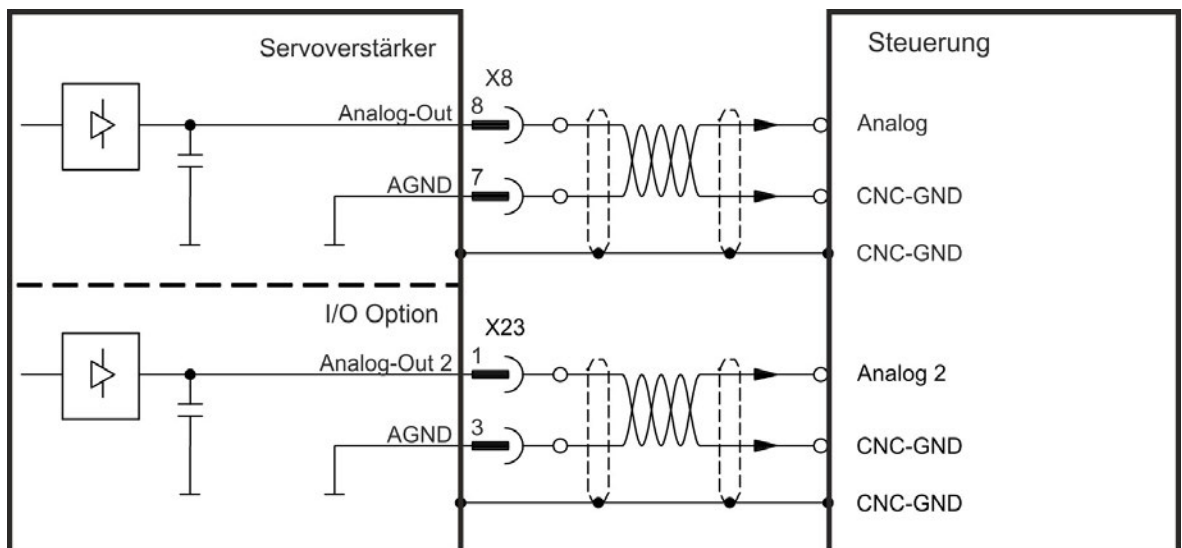 Servoverstärker
Steuerung
X8
Analog-Out
8
Analog
AGND
7
CNC-GND
CNC-GND
I/O Option
X23
Analog-Out 2
1
Analog 2
AGND
3
CNC-GND
CNC-GND